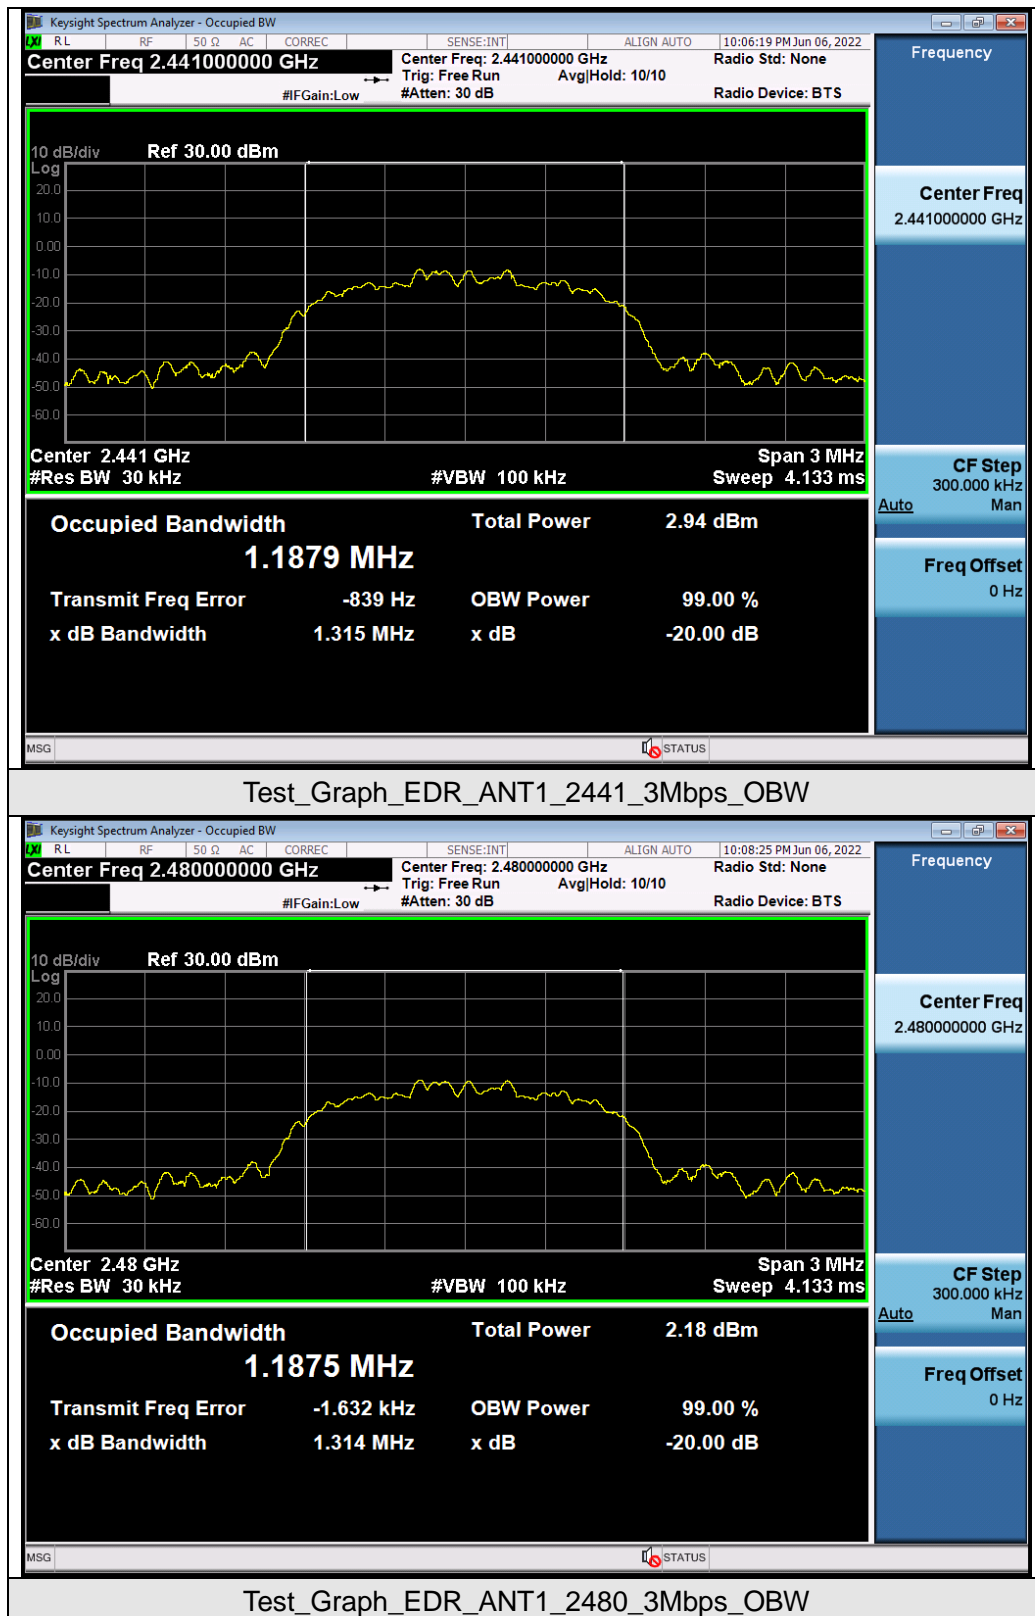 Keysight Spectrum Analyzer - Occupied BW
LXI RL RF 50 Ω AC CORREC SENSE:INT ALIGN AUTO 10:06:19 PM Jun 06, 2022
Center Freq 2.441000000 GHz
Center Freq: 2.441000000 GHz
Radio Std: None
Trig: Free Run Avg|Hold: 10/10
#IFGain:Low
#Atten: 30 dB
Radio Device: BTS
Frequency
10 dB/div Ref 30.00 dBm
Log
20.0
10.0
0.00
-10.0
-20.0
-30.0
-40.0
-50.0
-60.0
Center 2.441 GHz Span 3 MHz
#Res BW 30 kHz #VBW 100 kHz Sweep 4.133 ms
Center Freq
2.441000000 GHz
CF Step
300.000 kHz
Auto Man
Freq Offset
0 Hz
Occupied Bandwidth Total Power 2.94 dBm
1.1879 MHz
Transmit Freq Error -839 Hz OBW Power 99.00 %
x dB Bandwidth 1.315 MHz x dB -20.00 dB
MSG STATUS
Test_Graph_EDR_ANT1_2441_3Mbps_OBW
Keysight Spectrum Analyzer - Occupied BW
LXI RL RF 50 Ω AC CORREC SENSE:INT ALIGN AUTO 10:08:25 PM Jun 06, 2022
Center Freq 2.480000000 GHz
Center Freq: 2.480000000 GHz
Radio Std: None
Trig: Free Run Avg|Hold: 10/10
#IFGain:Low
#Atten: 30 dB
Radio Device: BTS
Frequency
10 dB/div Ref 30.00 dBm
Log
20.0
10.0
0.00
-10.0
-20.0
-30.0
-40.0
-50.0
-60.0
Center 2.48 GHz Span 3 MHz
#Res BW 30 kHz #VBW 100 kHz Sweep 4.133 ms
Center Freq
2.480000000 GHz
CF Step
300.000 kHz
Auto Man
Freq Offset
0 Hz
Occupied Bandwidth Total Power 2.18 dBm
1.1875 MHz
Transmit Freq Error -1.632 kHz OBW Power 99.00 %
x dB Bandwidth 1.314 MHz x dB -20.00 dB
MSG STATUS
Test_Graph_EDR_ANT1_2480_3Mbps_OBW